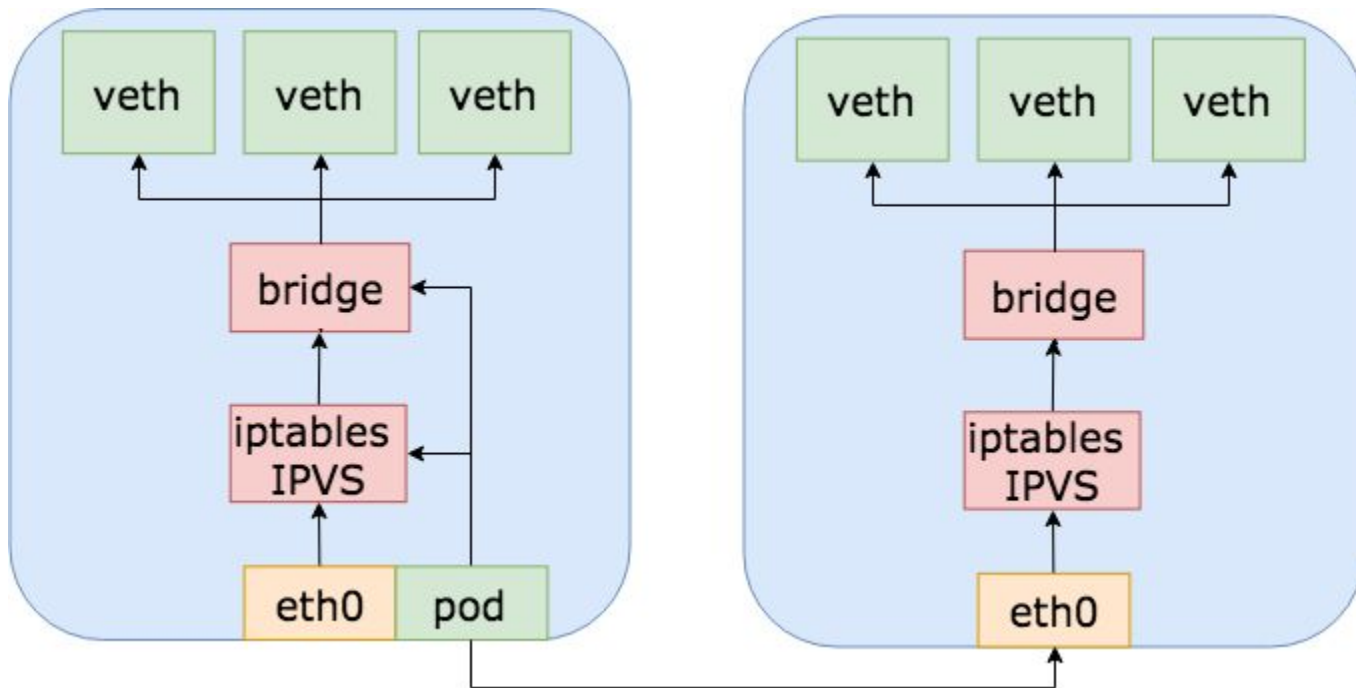 veth
veth
veth
bridge
iptables
IPVS
eth0
pod
veth
veth
veth
bridge
iptables
IPVS
eth0